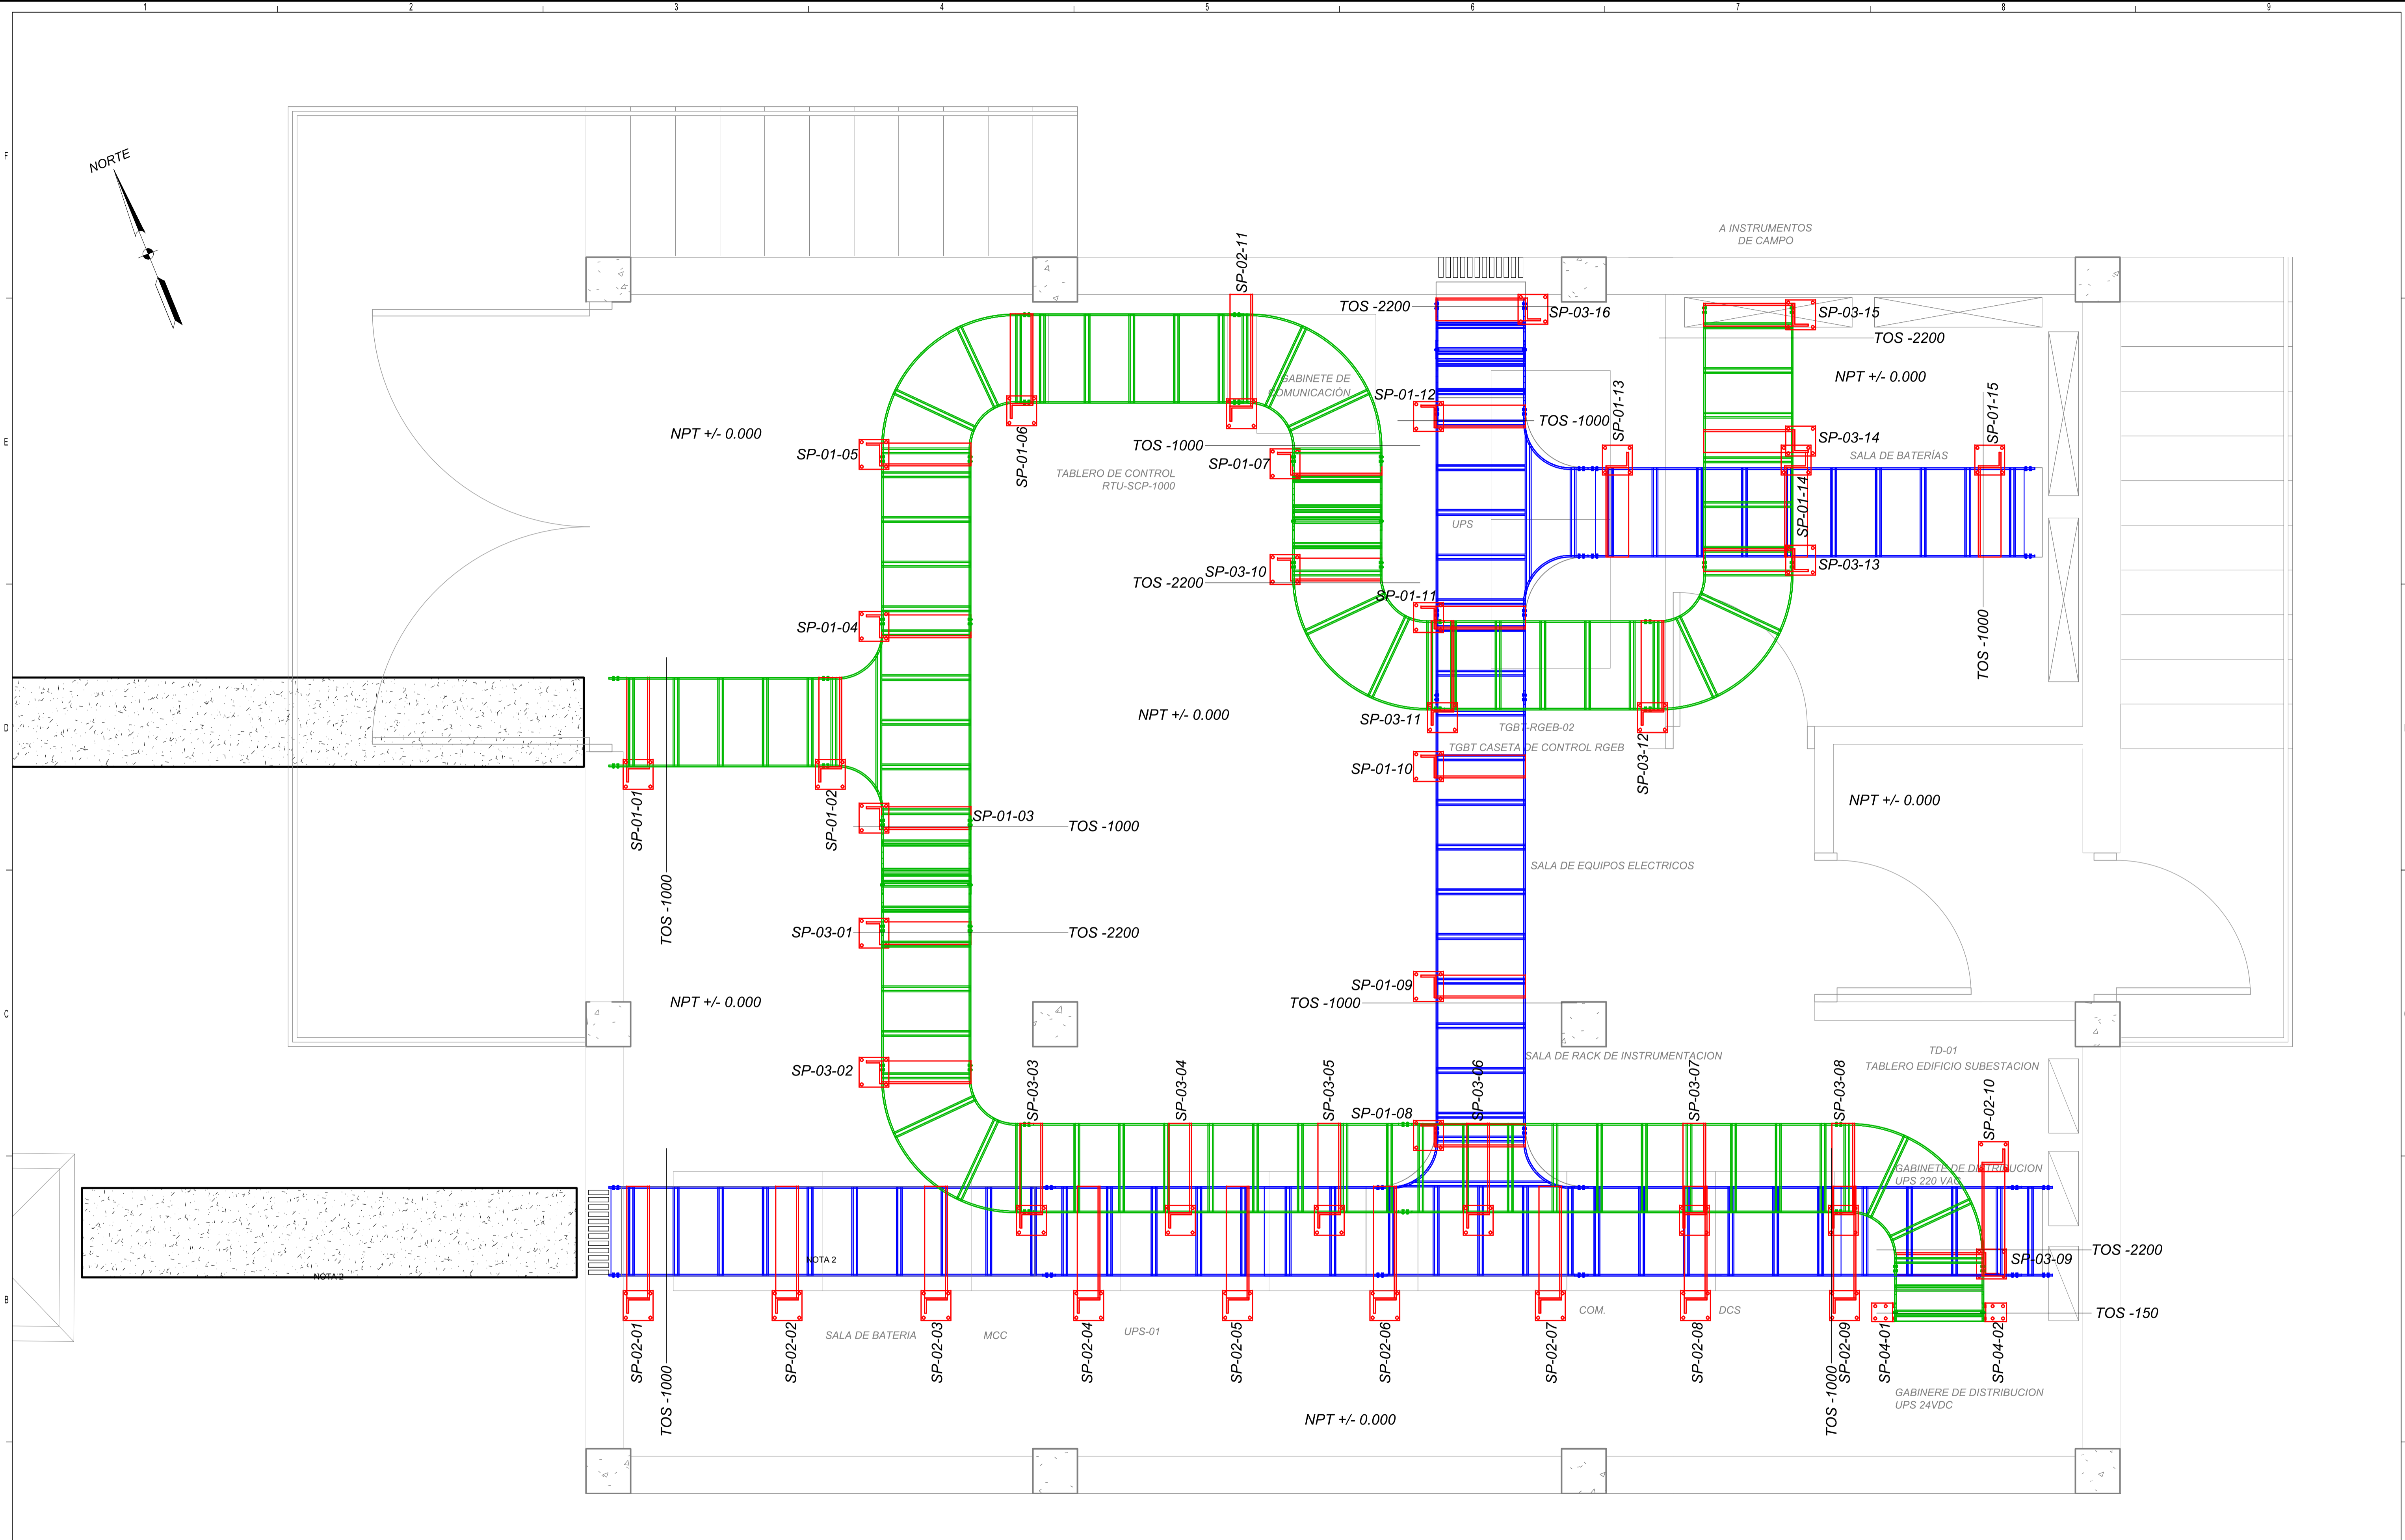 1 2 3 4 5 6 7 8 9
F
E
D
C
B
NORTE
A INSTRUMENTOS
DE CAMPO
SP-02-11
TOS -2200
SP-03-16
SP-03-15
TOS -2200
NPT +/- 0.000
GABINETE DE
COMUNICACIÓN
SP-01-12
SP-01-13
SP-01-15
TOS -1000
NPT +/- 0.000
SP-01-05
SP-01-06
TOS -1000
SP-03-14
SALA DE BATERÍAS
TABLERO DE CONTROL
RTU-SCP-1000
SP-01-07
SP-01-14
UPS
SP-03-10
TOS -2200
SP-03-13
SP-01-11
SP-01-04
TOS -1000
NPT +/- 0.000
SP-03-11
TGBT-RGEB-02
TGBT CASETA DE CONTROL RGEB
SP-03-12
SP-01-10
NPT +/- 0.000
SP-01-01
SP-01-02
SP-01-03
TOS -1000
SALA DE EQUIPOS ELECTRICOS
TOS -1000
SP-03-01
TOS -2200
SP-01-09
NPT +/- 0.000
TOS -1000
SALA DE RACK DE INSTRUMENTACION
TD-01
TABLERO EDIFICIO SUBESTACION
SP-03-02
SP-03-03
SP-03-04
SP-03-05
SP-01-08
SP-03-06
SP-03-07
SP-03-08
SP-02-10
GABINETE DE DISTRIBUCION
UPS 220 VAC
NOTA 2
NOTA 2
TOS -2200
SP-03-09
COM.
DCS
TOS -150
SALA DE BATERIA
MCC
UPS-01
SP-02-01
SP-02-02
SP-02-03
SP-02-04
SP-02-05
SP-02-06
SP-02-07
SP-02-08
SP-02-09
SP-04-01
SP-04-02
TOS -1000
TOS -1000
GABINERE DE DISTRIBUCION
UPS 24VDC
NPT +/- 0.000